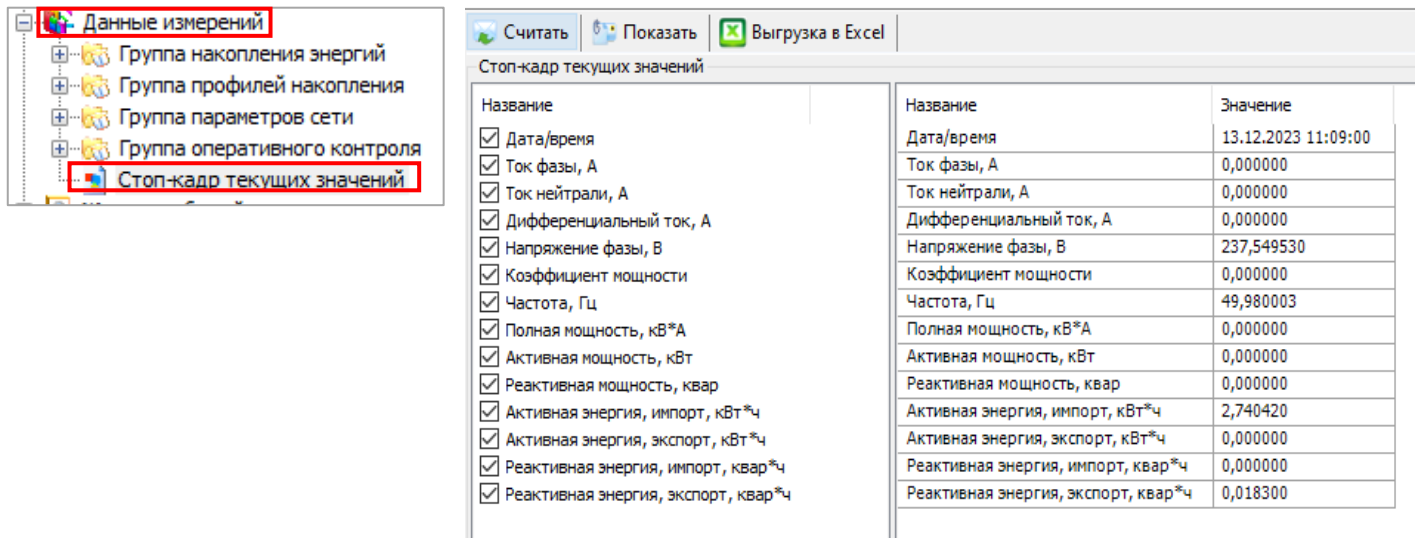 Данные измерений
Группа накопления энергий
Группа профилей накопления
Группа параметров сети
Группа оперативного контроля
Стоп-кадр текущих значений
Считать Показать Выгрузка в Excel
Стоп-кадр текущих значений
Название Название Значение
Дата/время Дата/время 13.12.2023 11:09:00
Ток фазы, А Ток фазы, А 0,000000
Ток нейтрали, А Ток нейтрали, А 0,000000
Дифференциальный ток, А Дифференциальный ток, А 0,000000
Напряжение фазы, В Напряжение фазы, В 237,549530
Коэффициент мощности Коэффициент мощности 0,000000
Частота, Гц Частота, Гц 49,980003
Полная мощность, кВ*А Полная мощность, кВ*А 0,000000
Активная мощность, кВт Активная мощность, кВт 0,000000
Реактивная мощность, квар Реактивная мощность, квар 0,000000
Активная энергия, импорт, кВт*ч Активная энергия, импорт, кВт*ч 2,740420
Активная энергия, экспорт, кВт*ч Активная энергия, экспорт, кВт*ч 0,000000
Реактивная энергия, импорт, квар*ч Реактивная энергия, импорт, квар*ч 0,000000
Реактивная энергия, экспорт, квар*ч Реактивная энергия, экспорт, квар*ч 0,018300